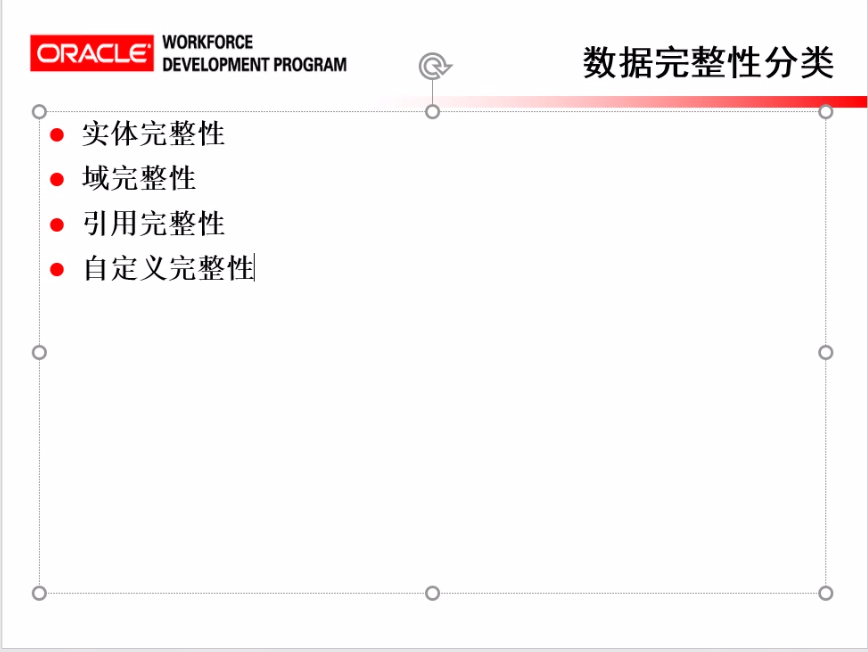 ORACLE
WORKFORCE
DEVELOPMENT PROGRAM
数据完整性分类
实体完整性
域完整性
引用完整性
自定义完整性